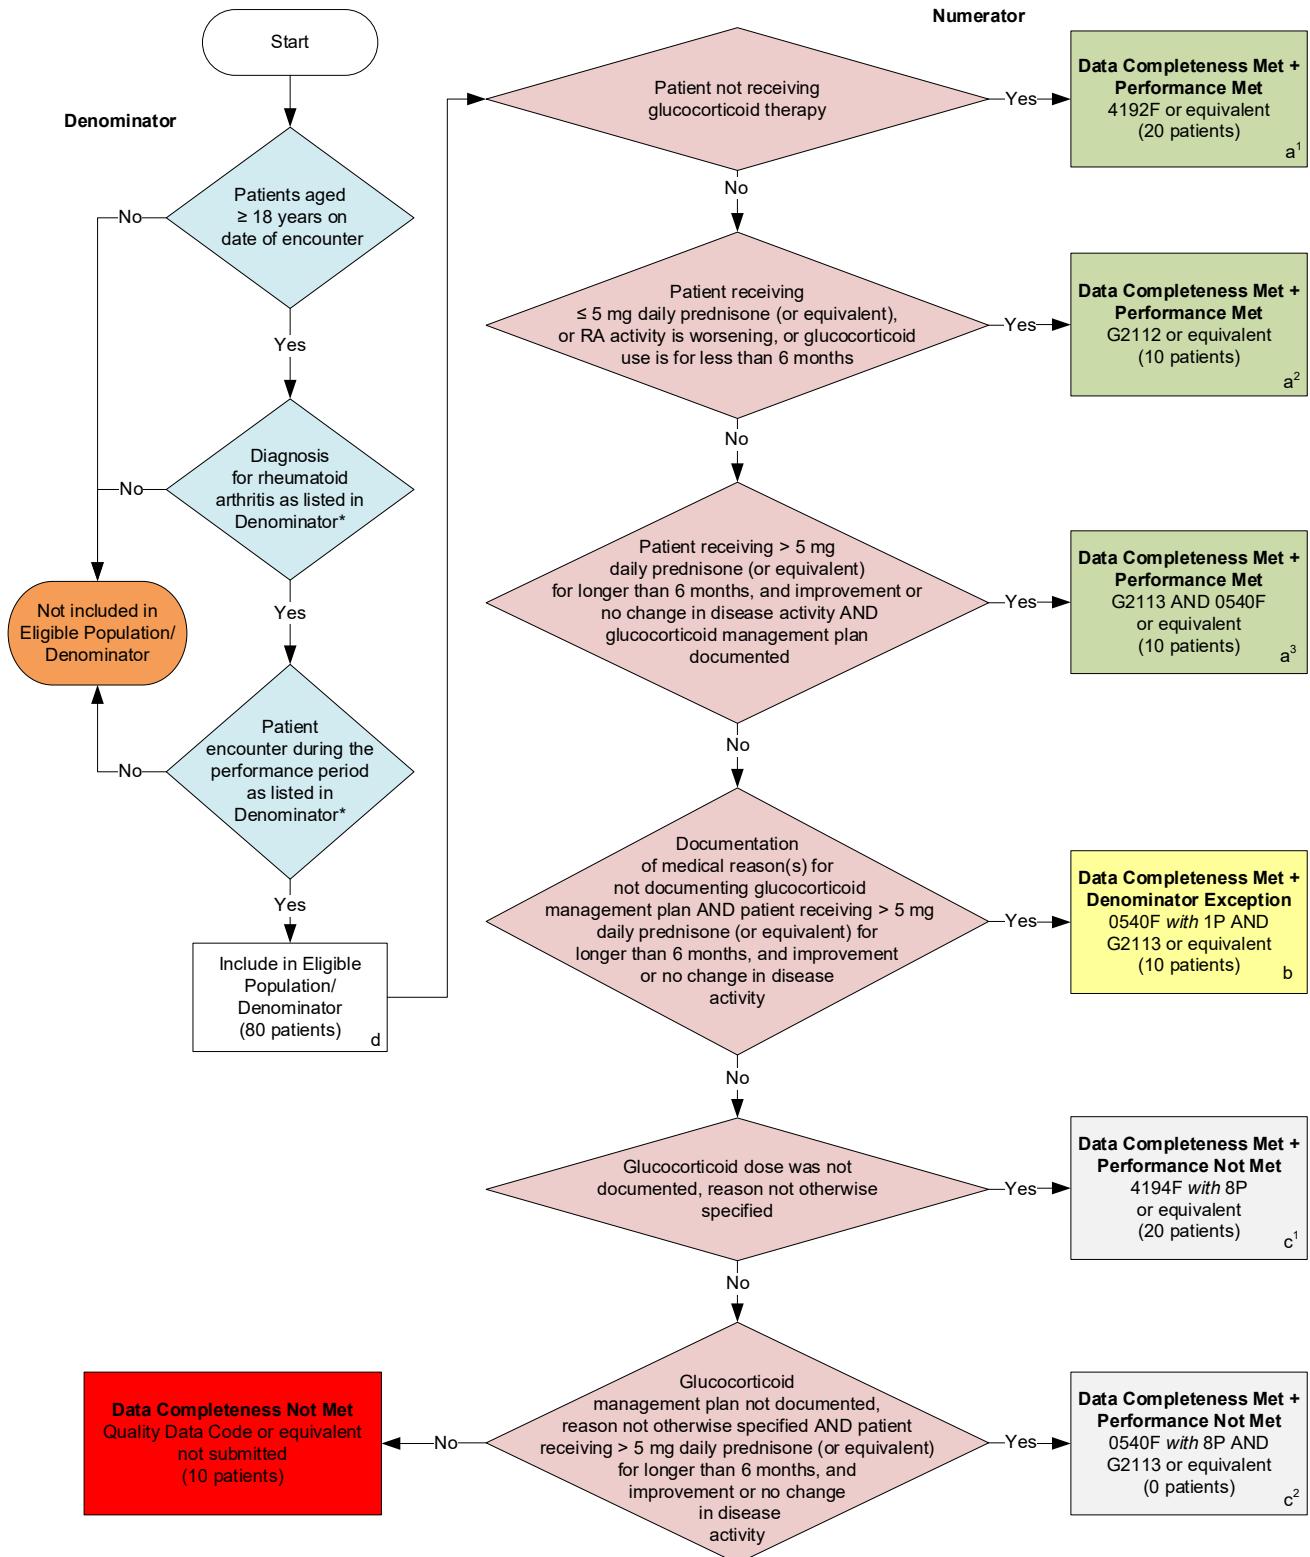 Numerator
Start
Denominator
Patients aged
≥ 18 years on
date of encounter
No
Yes
Diagnosis
for rheumatoid
arthritis as listed in
Denominator*
No
Yes
Not included in
Eligible Population/
Denominator
Patient
encounter during the
performance period
as listed in
Denominator*
No
Yes
Include in Eligible
Population/
Denominator
(80 patients)
d
Patient not receiving
glucocorticoid therapy
Yes
Data Completeness Met +
Performance Met
4192F or equivalent
(20 patients)
a¹
No
Patient receiving
≤ 5 mg daily prednisone (or equivalent),
or RA activity is worsening, or glucocorticoid
use is for less than 6 months
Yes
Data Completeness Met +
Performance Met
G2112 or equivalent
(10 patients)
a²
No
Patient receiving > 5 mg
daily prednisone (or equivalent)
for longer than 6 months, and improvement or
no change in disease activity AND
glucocorticoid management plan
documented
Yes
Data Completeness Met +
Performance Met
G2113 AND 0540F
or equivalent
(10 patients)
a³
No
Documentation
of medical reason(s) for
not documenting glucocorticoid
management plan AND patient receiving > 5 mg
daily prednisone (or equivalent) for
longer than 6 months, and improvement
or no change in disease
activity
Yes
Data Completeness Met +
Denominator Exception
0540F with 1P AND
G2113 or equivalent
(10 patients)
b
No
Glucocorticoid dose was not
documented, reason not otherwise
specified
Yes
Data Completeness Met +
Performance Not Met
4194F with 8P
or equivalent
(20 patients)
c¹
No
Glucocorticoid
management plan not documented,
reason not otherwise specified AND patient
receiving > 5 mg daily prednisone (or equivalent)
for longer than 6 months, and
improvement or no change
in disease
activity
Yes
Data Completeness Met +
Performance Not Met
0540F with 8P AND
G2113 or equivalent
(0 patients)
c²
No
Data Completeness Not Met
Quality Data Code or equivalent
not submitted
(10 patients)